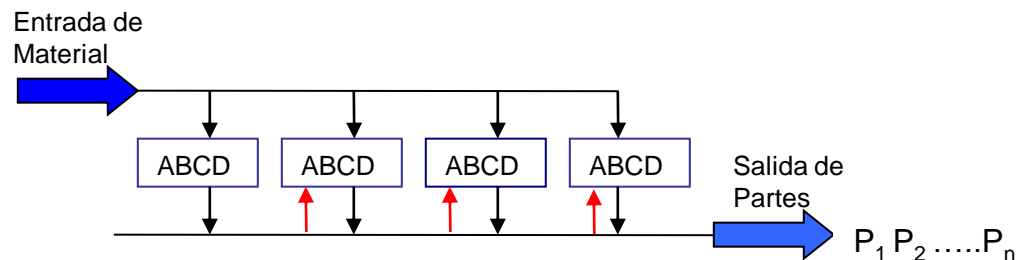 Entrada de
Material
ABCD ABCD ABCD ABCD
Salida de
Partes
P1 P2 …..Pn